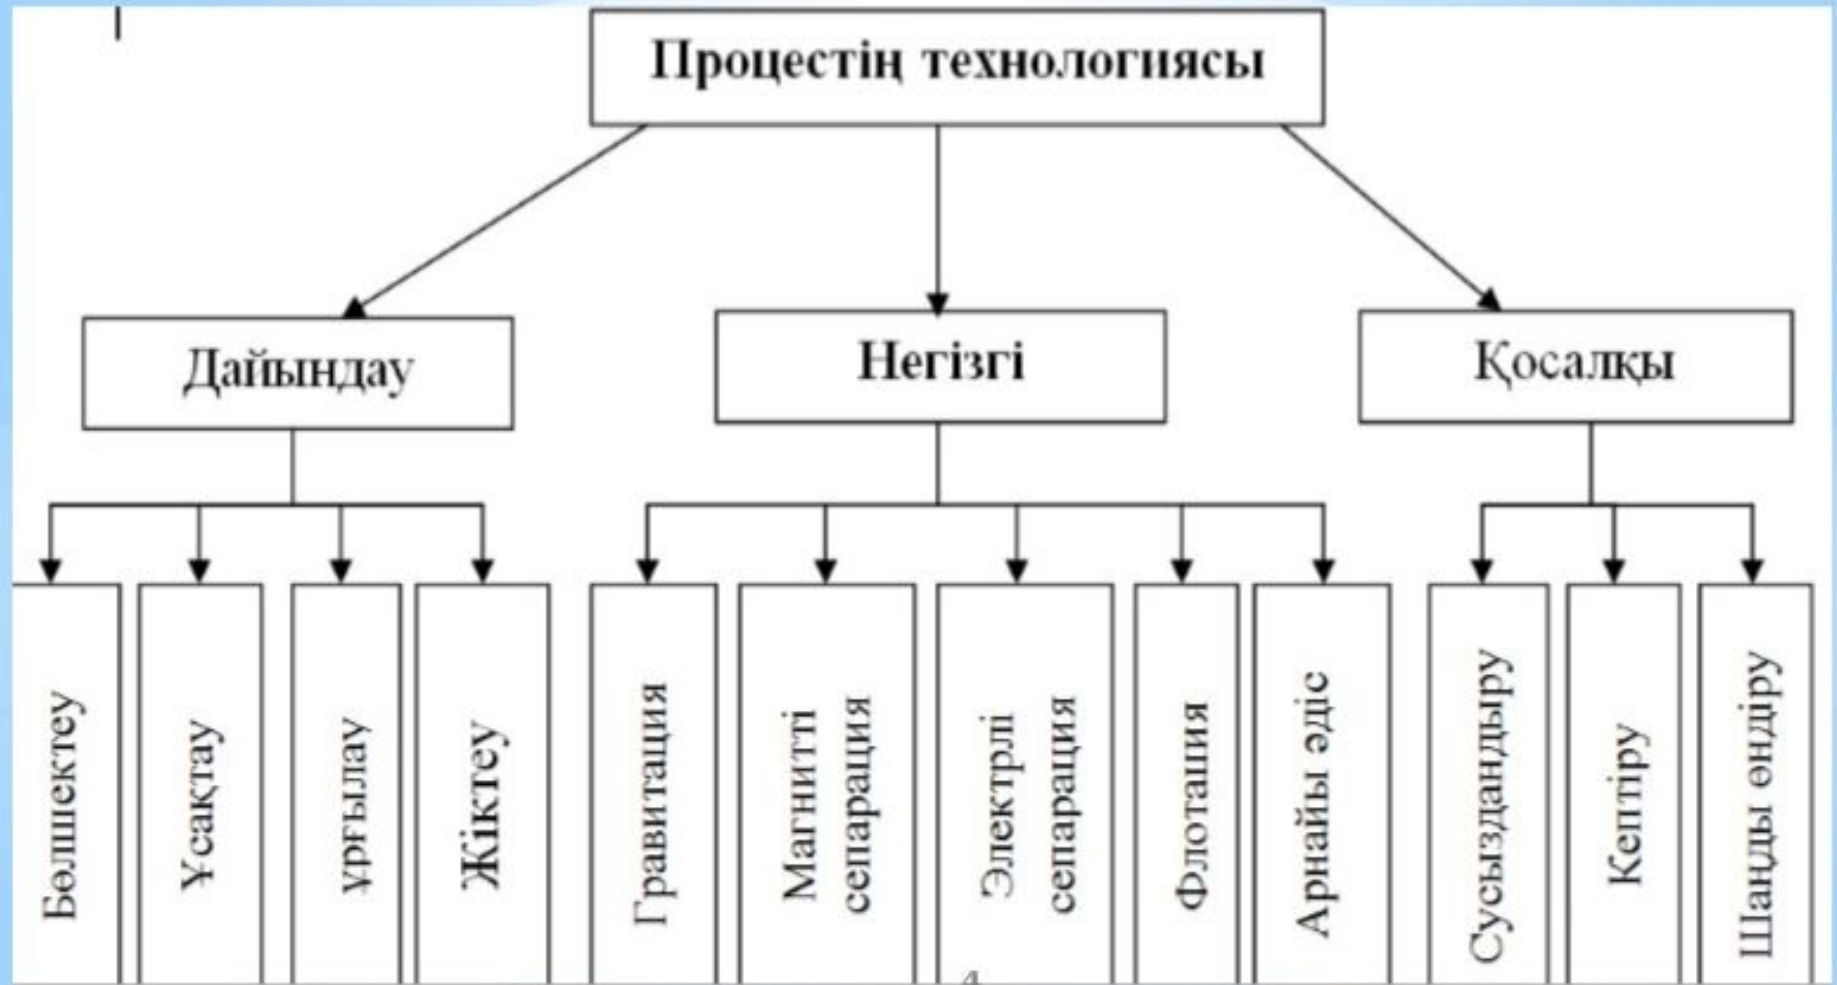 Процестің технологиясы
Дайындау
Негізгі
Қосалқы
Бөлшектеу
Ұсақтау
ұрғылау
Жіктеу
Гравитация
Магнитті
сепарация
Электрлі
сепарация
Флотация
Арнайы әдіс
Сусыздандыру
Кептіру
Шаңды өндіру